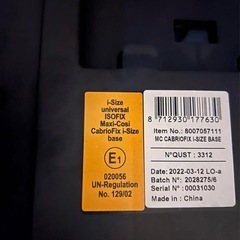 i-Size
universal
ISOFIX
Maxi-Cosi
CabrioFix i-Size
base
E1
020056
UN-Regulation
No. 129/02
8 712930 177630
Item No.: 8007057111
MC CABRIOFIX I-SIZE BASE
N°QUST : 3312
Date : 2022-03-12 LO-a
Batch No : 2028275/6
Serial N° : 00031030
Made in : China